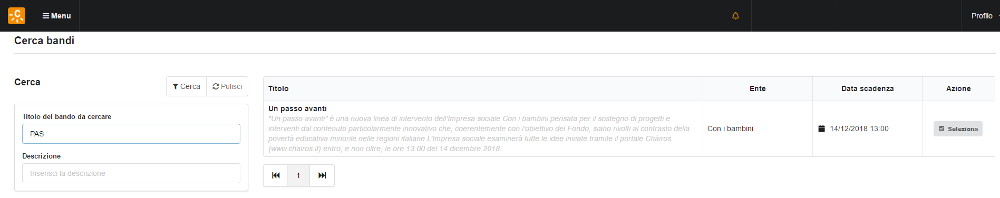 C
Menu
Profilo
Cerca bandi
Cerca
Cerca
Pulisci
Titolo del bando da cercare
PAS
Descrizione
Inserisci la descrizione
Titolo
Ente
Data scadenza
Azione
Un passo avanti
"Un passo avanti" è una nuova linea di intervento dell'Impresa sociale Con i bambini pensata per il sostegno di progetti e
interventi dal contenuto particolarmente innovativo che, coerentemente con l'obiettivo del Fondo, siano rivolti al contrasto della
povertà educativa minorile nelle regioni italiane L'Impresa sociale esaminerà tutte le idee inviate tramite il portale Chàiros
(www.chairos.it) entro, e non oltre, le ore 13:00 del 14 dicembre 2018.
Con i bambini
14/12/2018 13:00
Seleziona
1